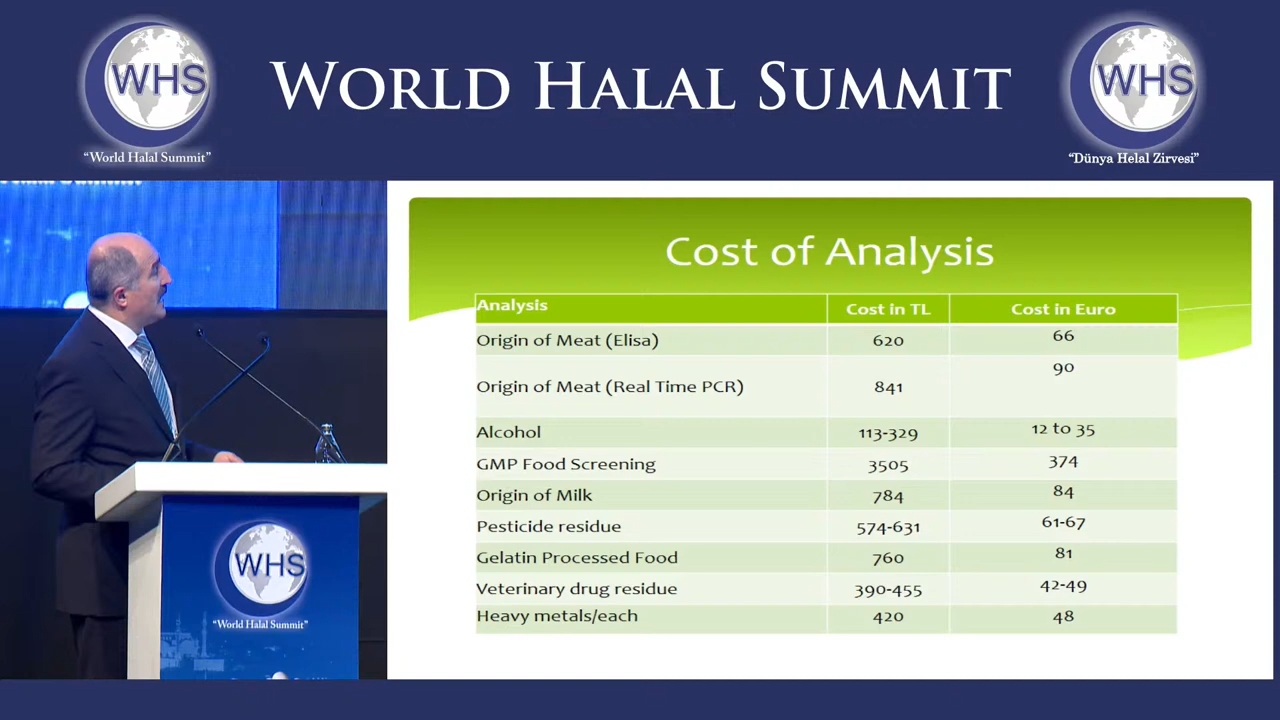 WORLD HALAL SUMMIT
WHS
"World Halal Summit"
WHS
"Dünya Helal Zirvesi"
Cost of Analysis
Analysis Cost in TL Cost in Euro
Origin of Meat (Elisa) 620 66
Origin of Meat (Real Time PCR) 841 90
Alcohol 113-329 12 to 35
GMP Food Screening 3505 374
Origin of Milk 784 84
Pesticide residue 574-631 61-67
Gelatin Processed Food 760 81
Veterinary drug residue 390-455 42-49
Heavy metals/each 420 48
WHS
"World Halal Summit"